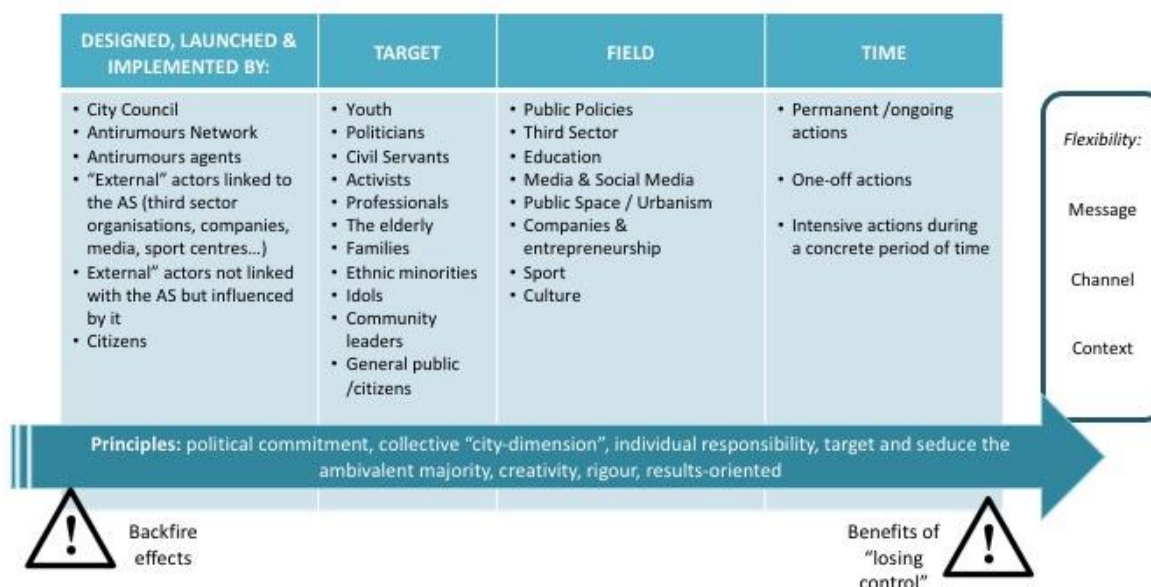 DESIGNED, LAUNCHED &
IMPLEMENTED BY:
• City Council
• Antirumours Network
• Antirumours agents
• "External" actors linked to
the AS (third sector
organisations, companies,
media, sport centres…)
• External" actors not linked
with the AS but influenced
by it
• Citizens
TARGET
• Youth
• Politicians
• Civil Servants
• Activists
• Professionals
• The elderly
• Families
• Ethnic minorities
• Idols
• Community
leaders
• General public
/citizens
FIELD
• Public Policies
• Third Sector
• Education
• Media & Social Media
• Public Space / Urbanism
• Companies &
entrepreneurship
• Sport
• Culture
TIME
• Permanent /ongoing
actions
• One-off actions
• Intensive actions during
a concrete period of time
Flexibility:
Message
Channel
Context
Principles: political commitment, collective "city-dimension", individual responsibility, target and seduce the
ambivalent majority, creativity, rigour, results-oriented
!
Backfire
effects
Benefits of
"losing
control"
!